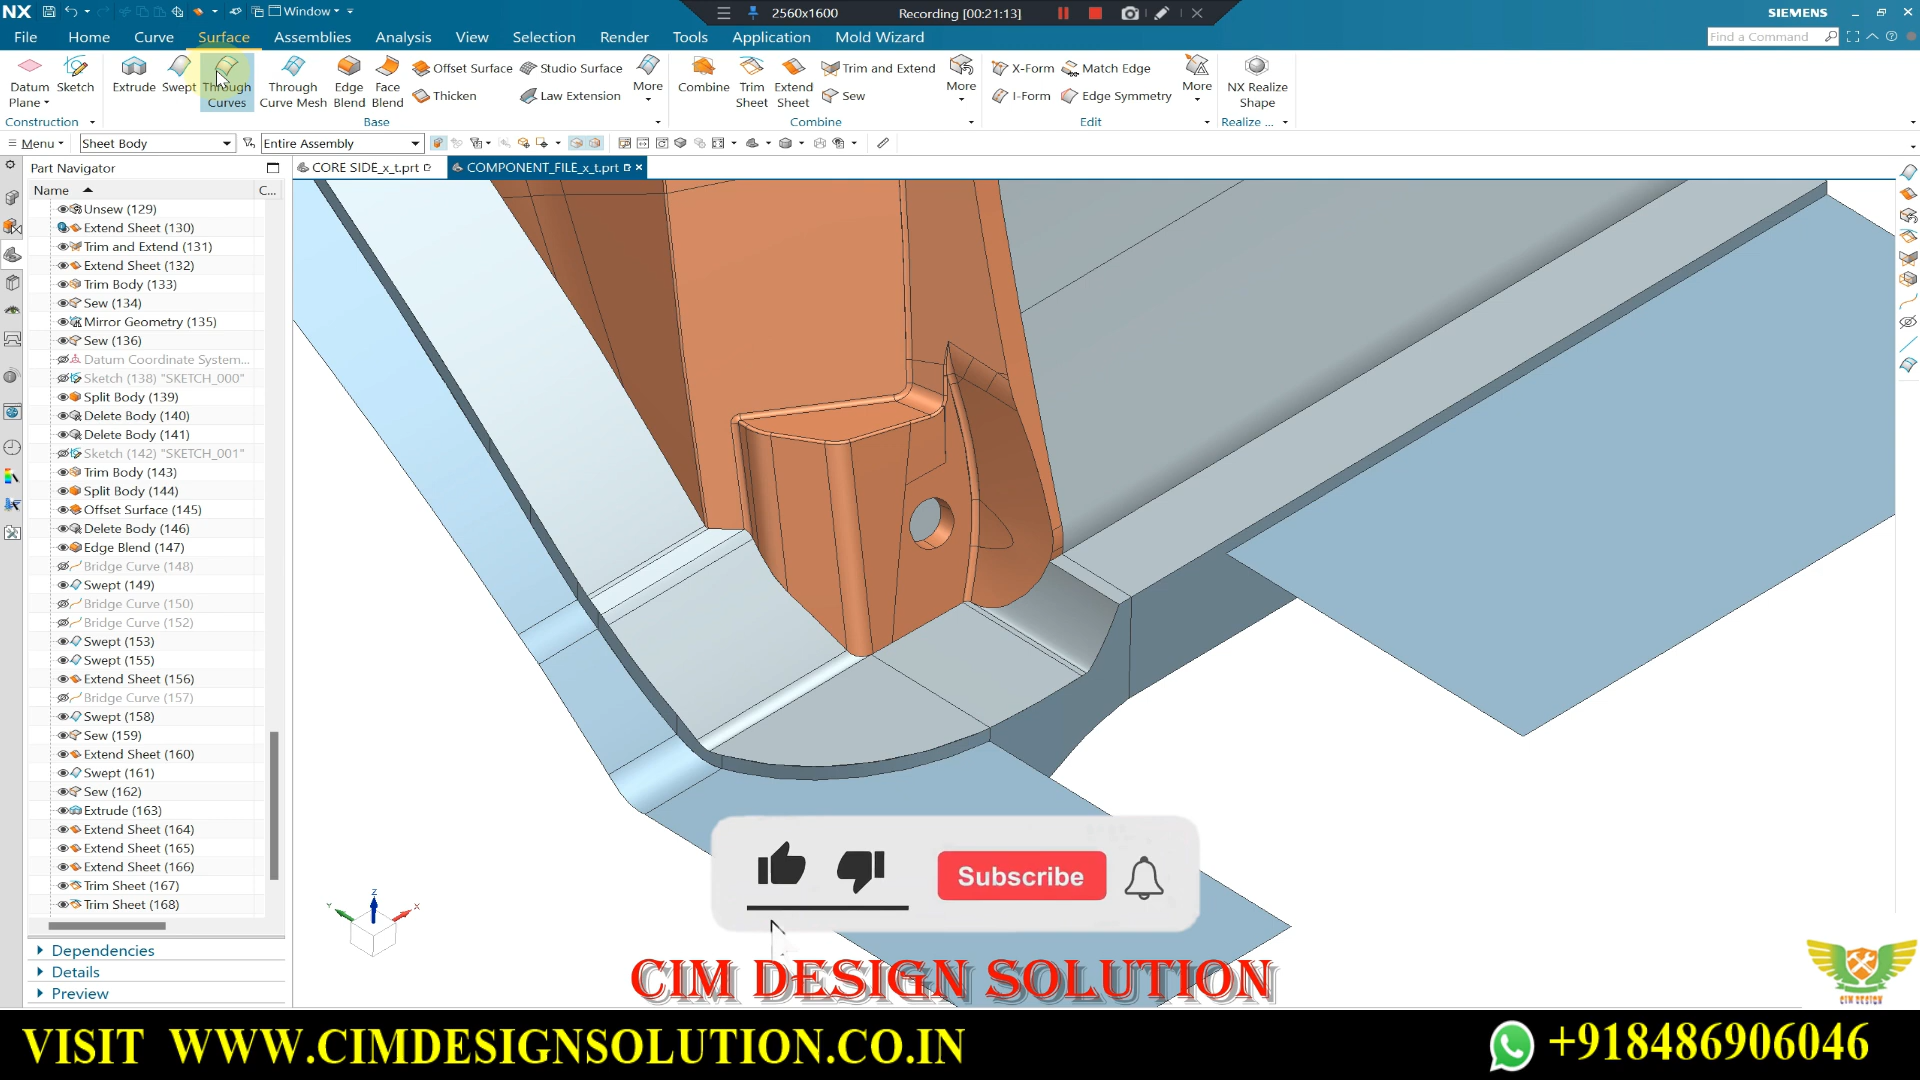 NX
Window
2560x1600
Recording [00:21:13]
SIEMENS
File Home Curve Surface Assemblies Analysis View Selection Render Tools Application Mold Wizard
Find a Command
Datum Plane
Sketch
Extrude
Swept
Through Curves
Through Curve Mesh
Edge Blend
Face Blend
Offset Surface
Thicken
Studio Surface
Law Extension
More
Combine
Trim Sheet
Extend Sheet
Trim and Extend
Sew
More
X-Form
I-Form
Match Edge
Edge Symmetry
More
NX Realize Shape
Construction
Base
Combine
Edit
Realize ...
Menu
Sheet Body
Entire Assembly
Part Navigator
CORE SIDE_x_t.prt
COMPONENT_FILE_x_t.prt
Name
C...
Unsew (129)
Extend Sheet (130)
Trim and Extend (131)
Extend Sheet (132)
Trim Body (133)
Sew (134)
Mirror Geometry (135)
Sew (136)
Datum Coordinate System...
Sketch (138) "SKETCH_000"
Split Body (139)
Delete Body (140)
Delete Body (141)
Sketch (142) "SKETCH_001"
Trim Body (143)
Split Body (144)
Offset Surface (145)
Delete Body (146)
Edge Blend (147)
Bridge Curve (148)
Swept (149)
Bridge Curve (150)
Bridge Curve (152)
Swept (153)
Swept (155)
Extend Sheet (156)
Bridge Curve (157)
Swept (158)
Sew (159)
Extend Sheet (160)
Swept (161)
Sew (162)
Extrude (163)
Extend Sheet (164)
Extend Sheet (165)
Extend Sheet (166)
Trim Sheet (167)
Trim Sheet (168)
Dependencies
Details
Preview
Z
Y
X
Subscribe
CIM DESIGN SOLUTION
CIM DESIGN
VISIT WWW.CIMDESIGNSOLUTION.CO.IN
+918486906046